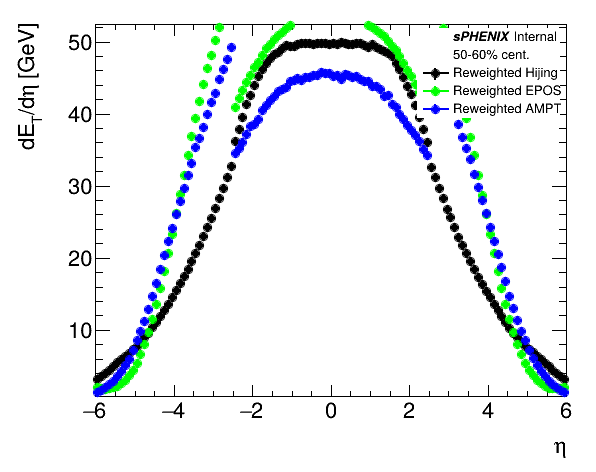 dE_T/dη [GeV]
50
40
30
20
10
sPHENIX Internal
50-60% cent.
Reweighted Hijing
Reweighted EPOS
Reweighted AMPT
−6 −4 −2 0 2 4 6
η